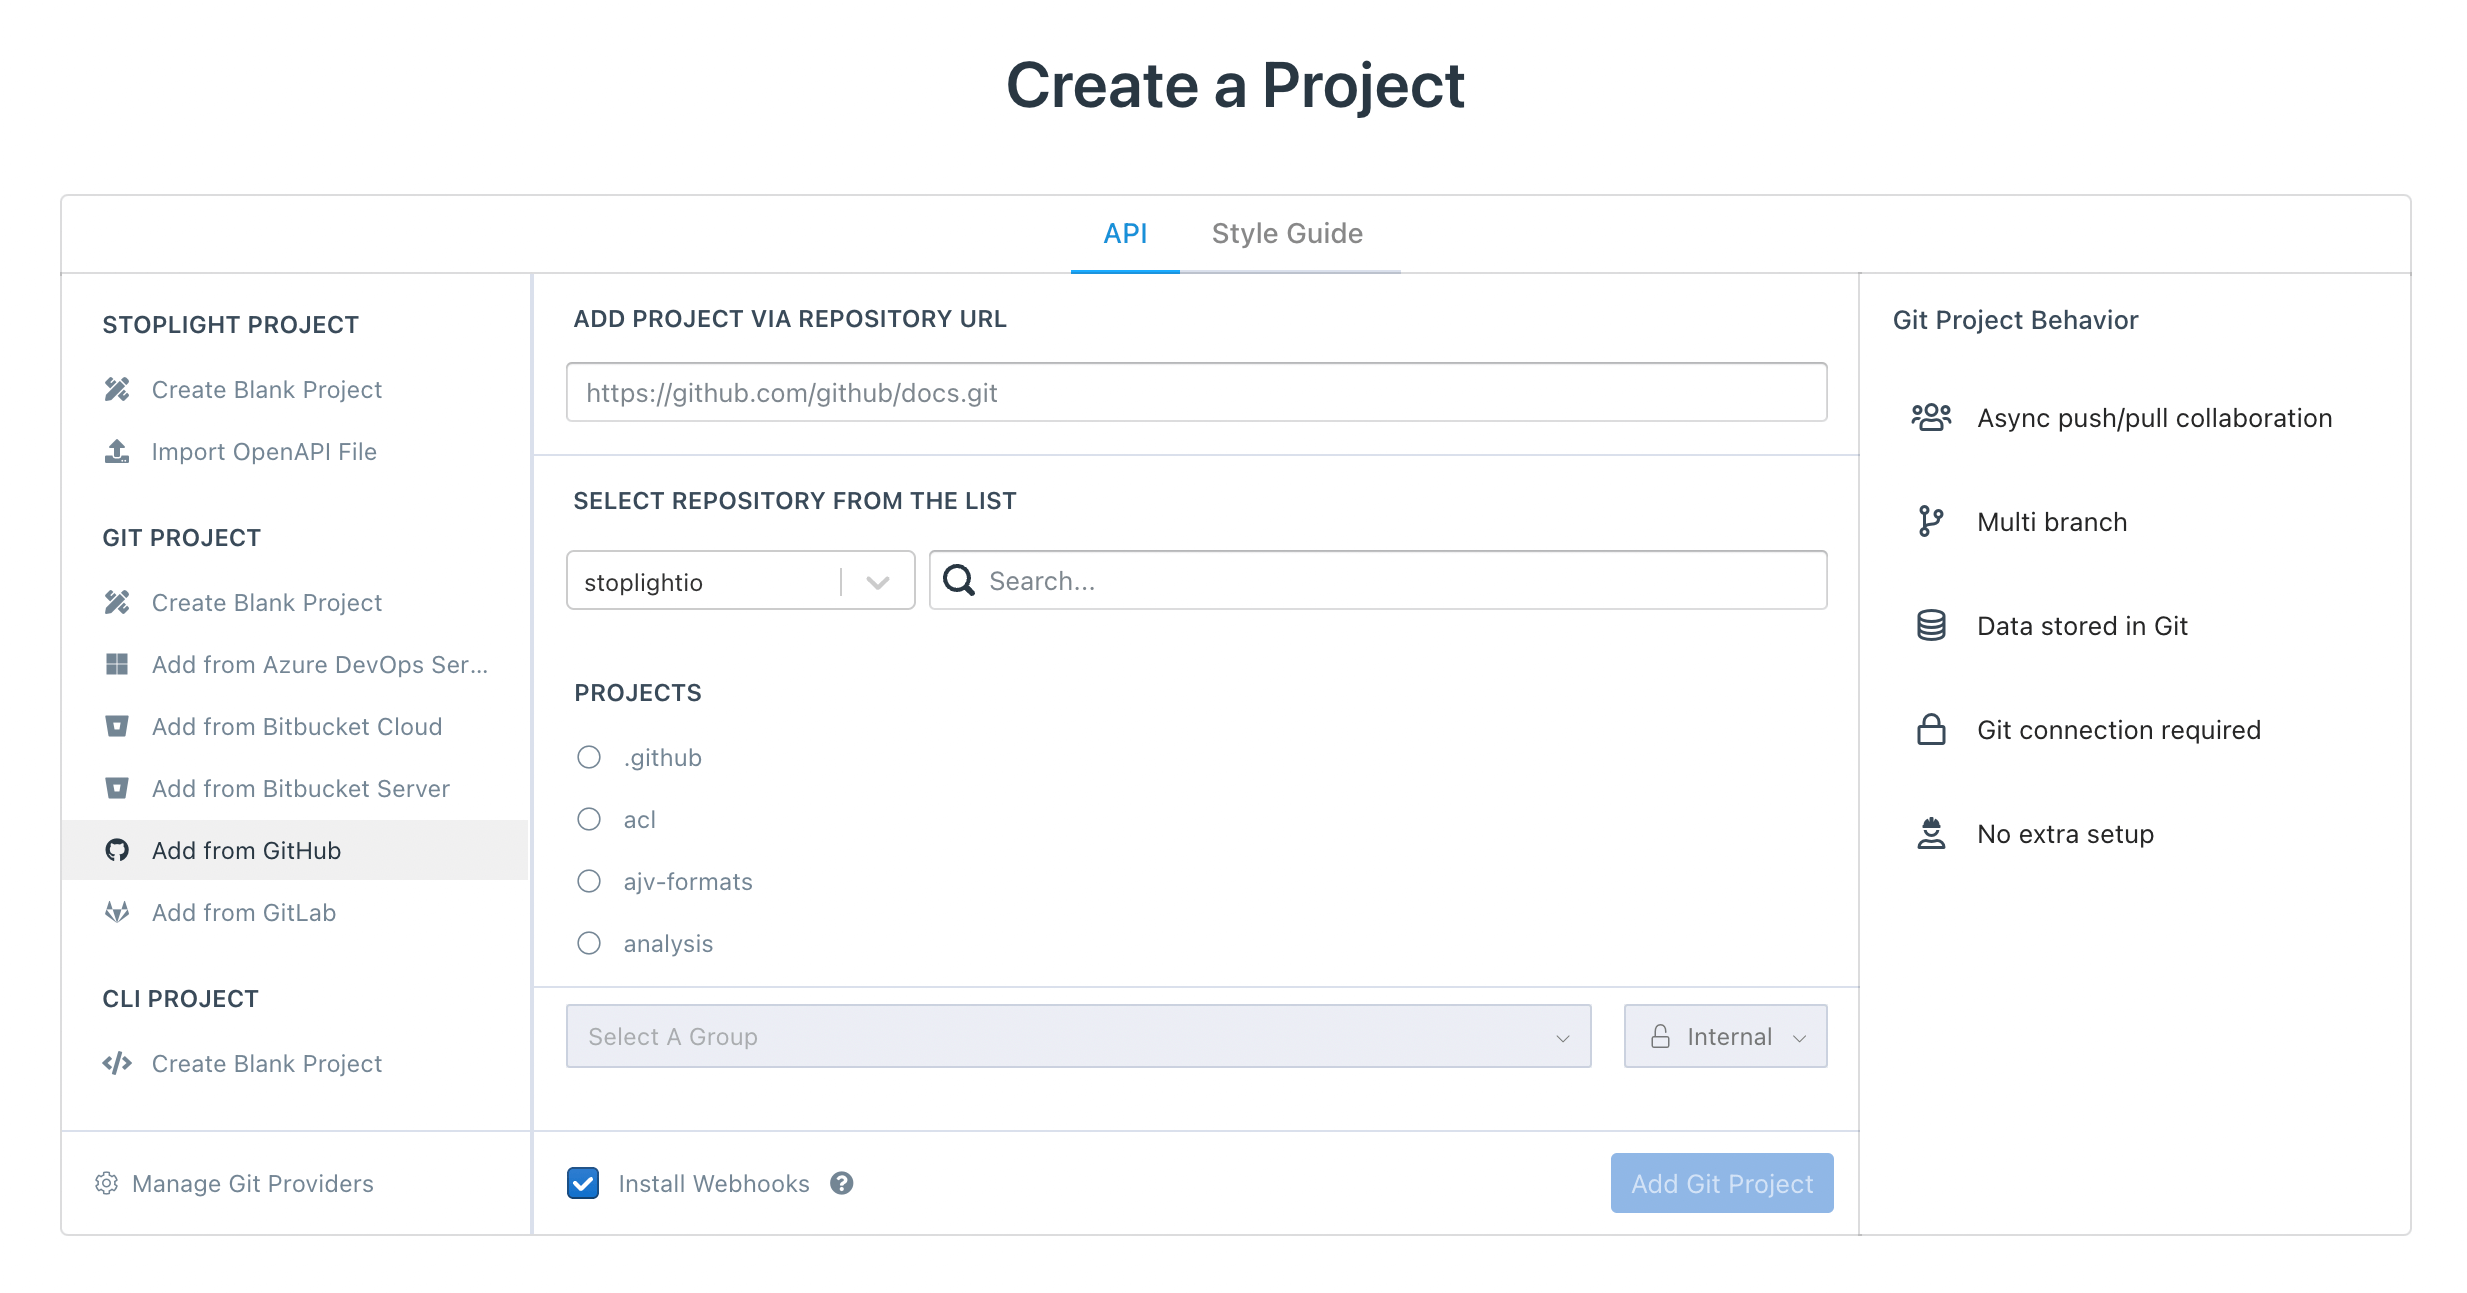 Create a Project
API
Style Guide
STOPLIGHT PROJECT
Create Blank Project
Import OpenAPI File
GIT PROJECT
Create Blank Project
Add from Azure DevOps Ser...
Add from Bitbucket Cloud
Add from Bitbucket Server
Add from GitHub
Add from GitLab
CLI PROJECT
Create Blank Project
Manage Git Providers
ADD PROJECT VIA REPOSITORY URL
https://github.com/github/docs.git
SELECT REPOSITORY FROM THE LIST
stoplightio
Search...
PROJECTS
.github
acl
ajv-formats
analysis
Select A Group
Internal
Install Webhooks
Add Git Project
Git Project Behavior
Async push/pull collaboration
Multi branch
Data stored in Git
Git connection required
No extra setup